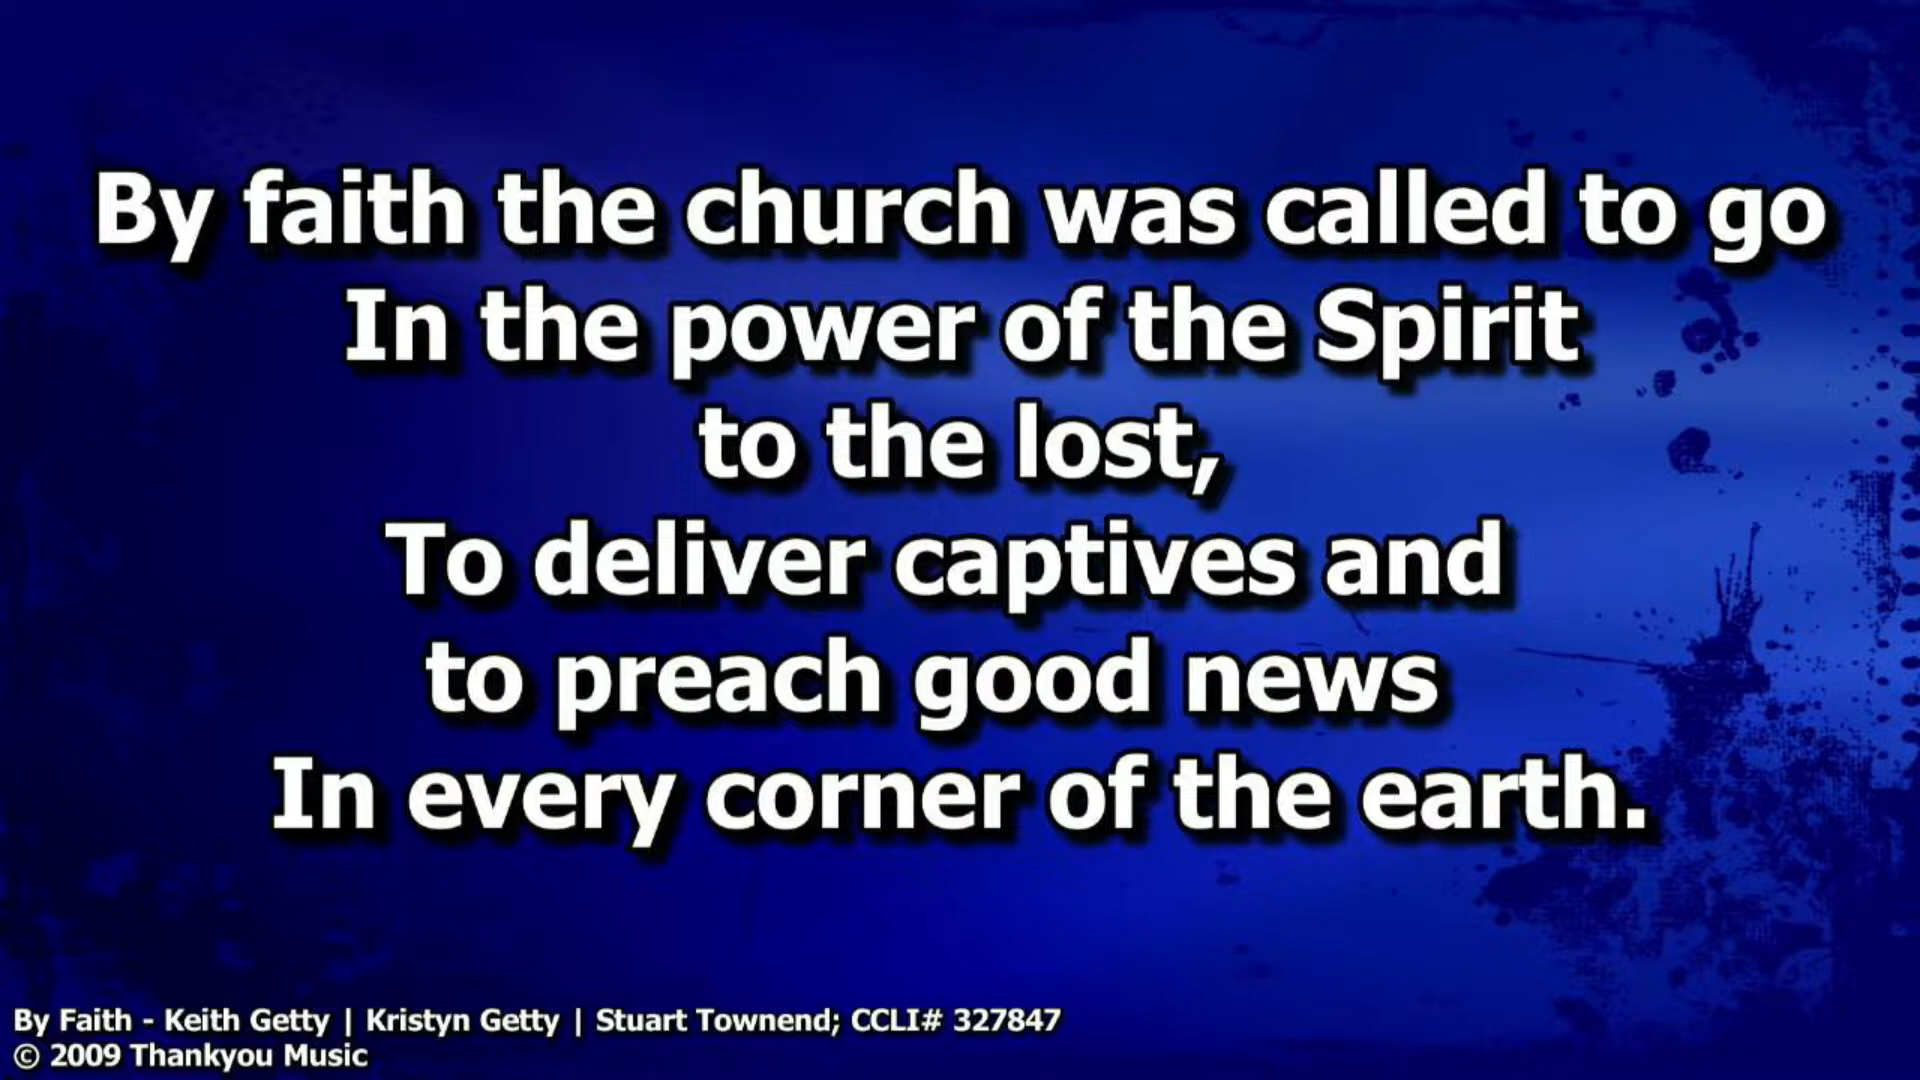 By faith the church was called to go
In the power of the Spirit
to the lost,
To deliver captives and
to preach good news
In every corner of the earth.
By Faith - Keith Getty | Kristyn Getty | Stuart Townend; CCLI# 327847
© 2009 Thankyou Music